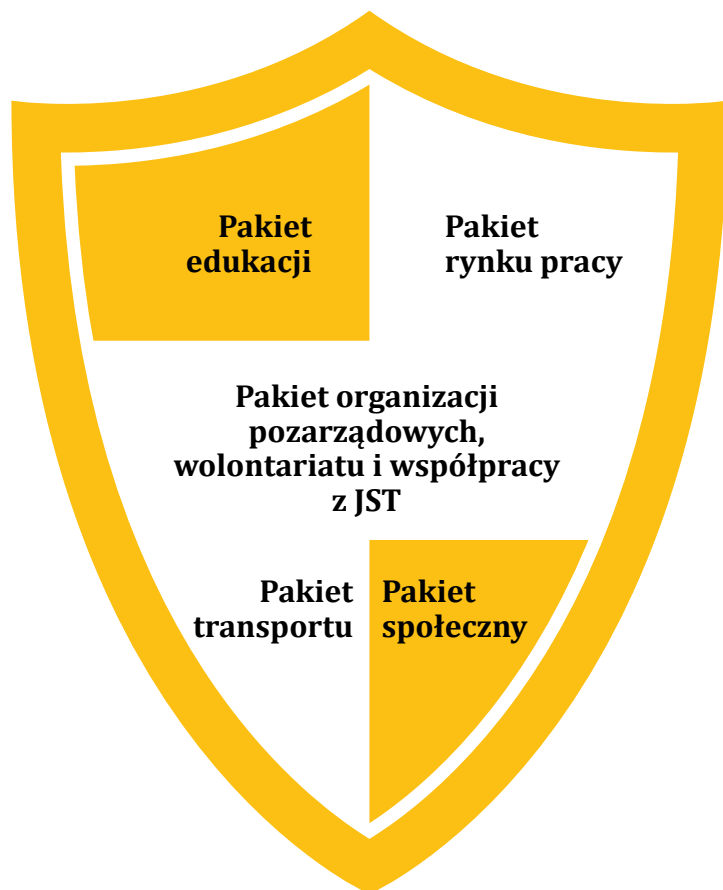 Pakiet
edukacji
Pakiet
rynku pracy
Pakiet organizacji
pozarządowych,
wolontariatu i współpracy
z JST
Pakiet
transportu
Pakiet
społeczny